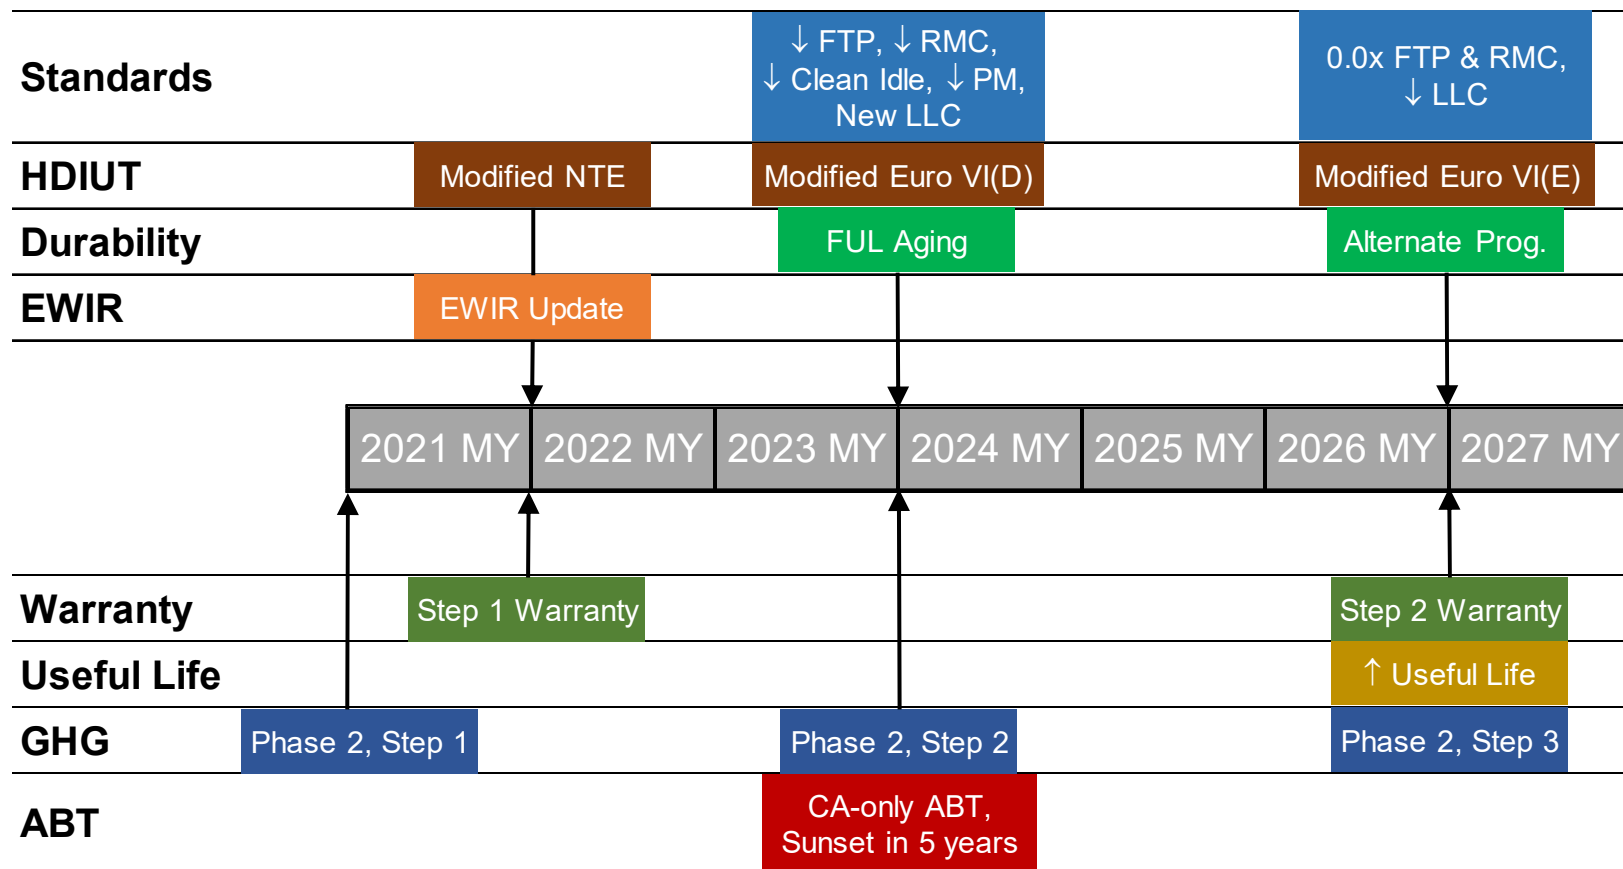 Standards
↓ FTP, ↓ RMC,
↓ Clean Idle, ↓ PM,
New LLC
0.0x FTP & RMC,
↓ LLC
HDIUT
Modified NTE
Modified Euro VI(D)
Modified Euro VI(E)
Durability
FUL Aging
Alternate Prog.
EWIR
EWIR Update
2021 MY
2022 MY
2023 MY
2024 MY
2025 MY
2026 MY
2027 MY
Warranty
Step 1 Warranty
Step 2 Warranty
Useful Life
↑ Useful Life
GHG
Phase 2, Step 1
Phase 2, Step 2
Phase 2, Step 3
ABT
CA-only ABT,
Sunset in 5 years